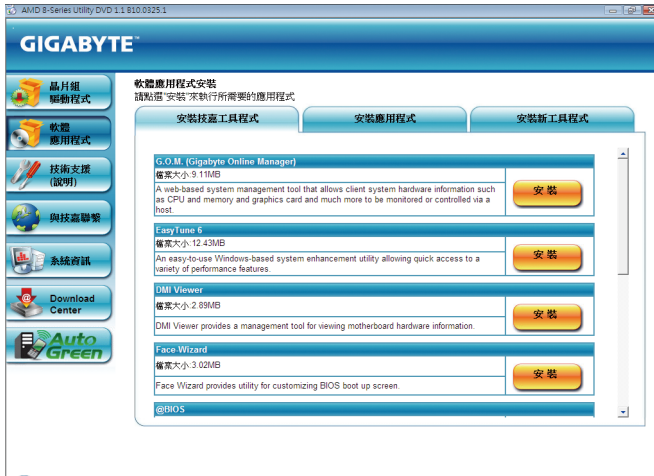 AMD 8-Series Utility DVD 1.1 B10.0325.1
GIGABYTE™
晶片組
驅動程式
軟體
應用程式
技術支援
(說明)
與技嘉聯繫
系統資訊
Download
Center
Auto
Green
軟體應用程式安裝
請點選"安裝"來執行所需要的應用程式
安裝技嘉工具程式
安裝應用程式
安裝新工具程式
G.O.M. (Gigabyte Online Manager)
檔案大小:9.11MB
A web-based system management tool that allows client system hardware information such
as CPU and memory and graphics card and much more to be monitored or controlled via a
host.
安裝
EasyTune 6
檔案大小:12.43MB
An easy-to-use Windows-based system enhancement utility allowing quick access to a
variety of performance features.
安裝
DMI Viewer
檔案大小:2.89MB
DMI Viewer provides a management tool for viewing motherboard hardware information.
安裝
Face-Wizard
檔案大小:3.02MB
Face Wizard provides utility for customizing BIOS boot up screen.
安裝
@BIOS